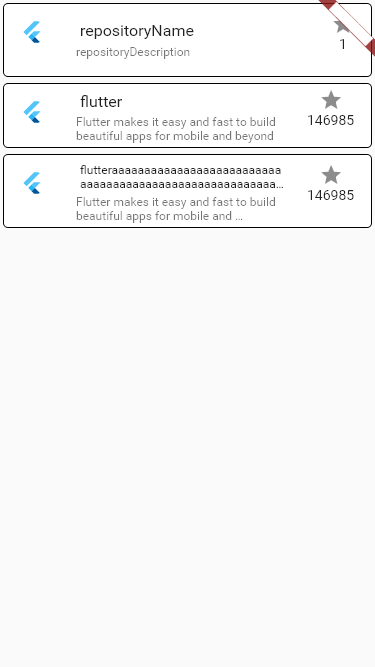 repositoryName
repositoryDescription
1
flutter
Flutter makes it easy and fast to build
beautiful apps for mobile and beyond
146985
flutteraaaaaaaaaaaaaaaaaaaaaaaaaa
aaaaaaaaaaaaaaaaaaaaaaaaaaaaaa…
Flutter makes it easy and fast to build
beautiful apps for mobile and …
146985